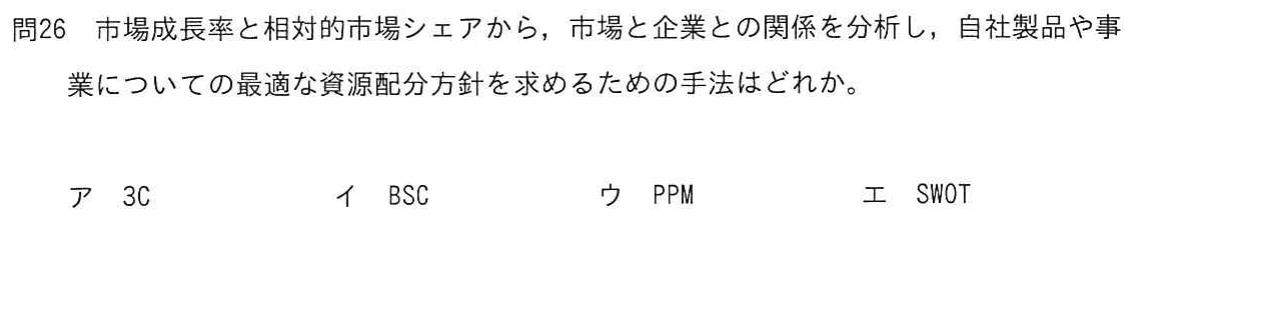 問26　市場成長率と相対的市場シェアから，市場と企業との関係を分析し，自社製品や事
業についての最適な資源配分方針を求めるための手法はどれか。
ア　3C　イ　BSC　ウ　PPM　エ　SWOT